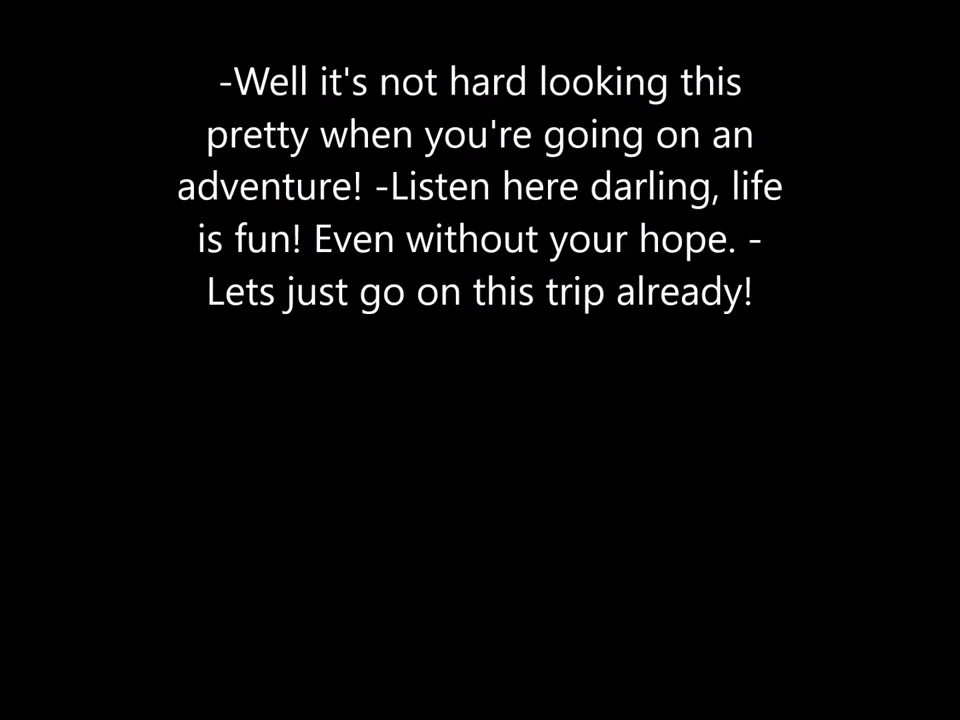 -Well it's not hard looking this
pretty when you're going on an
adventure! -Listen here darling, life
is fun! Even without your hope. -
Lets just go on this trip already!